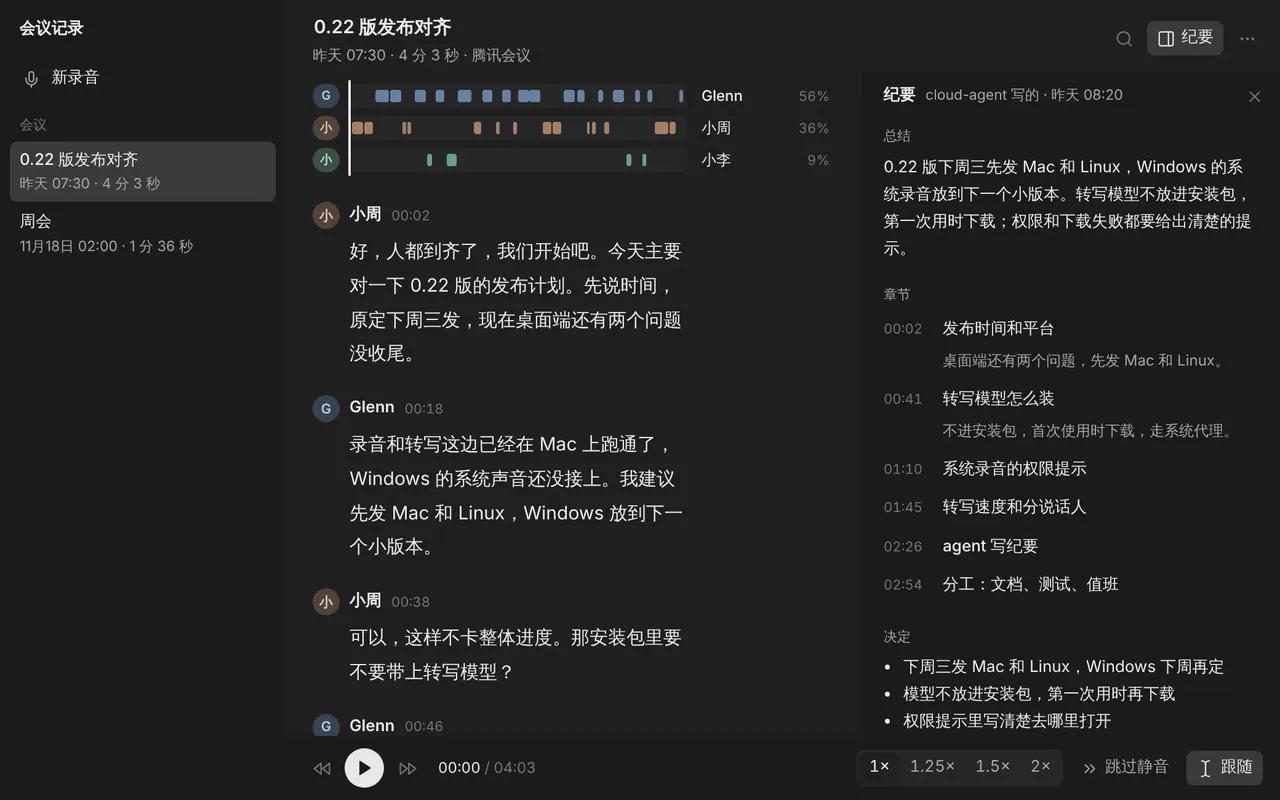 会议记录
新录音
会议
0.22 版发布对齐
昨天 07:30 · 4 分 3 秒
周会
11月18日 02:00 · 1 分 36 秒
0.22 版发布对齐
昨天 07:30 · 4 分 3 秒 · 腾讯会议
纪要
G Glenn 56%
小 小周 36%
小 小李 9%
小 小周 00:02
好，人都到齐了，我们开始吧。今天主要
对一下 0.22 版的发布计划。先说时间，
原定下周三发，现在桌面端还有两个问题
没收尾。
G Glenn 00:18
录音和转写这边已经在 Mac 上跑通了，
Windows 的系统声音还没接上。我建议
先发 Mac 和 Linux，Windows 放到下一
个小版本。
小 小周 00:38
可以，这样不卡整体进度。那安装包里要
不要带上转写模型？
G Glenn 00:46
纪要 cloud-agent 写的 · 昨天 08:20
总结
0.22 版下周三先发 Mac 和 Linux，Windows 的系
统录音放到下一个小版本。转写模型不放进安装包，
第一次用时下载；权限和下载失败都要给出清楚的提
示。
章节
00:02 发布时间和平台
桌面端还有两个问题，先发 Mac 和 Linux。
00:41 转写模型怎么装
不进安装包，首次使用时下载，走系统代理。
01:10 系统录音的权限提示
01:45 转写速度和分说话人
02:26 agent 写纪要
02:54 分工：文档、测试、值班
决定
• 下周三发 Mac 和 Linux，Windows 下周再定
• 模型不放进安装包，第一次用时再下载
• 权限提示里写清楚去哪里打开
00:00 / 04:03
1× 1.25× 1.5× 2× 跳过静音 跟随